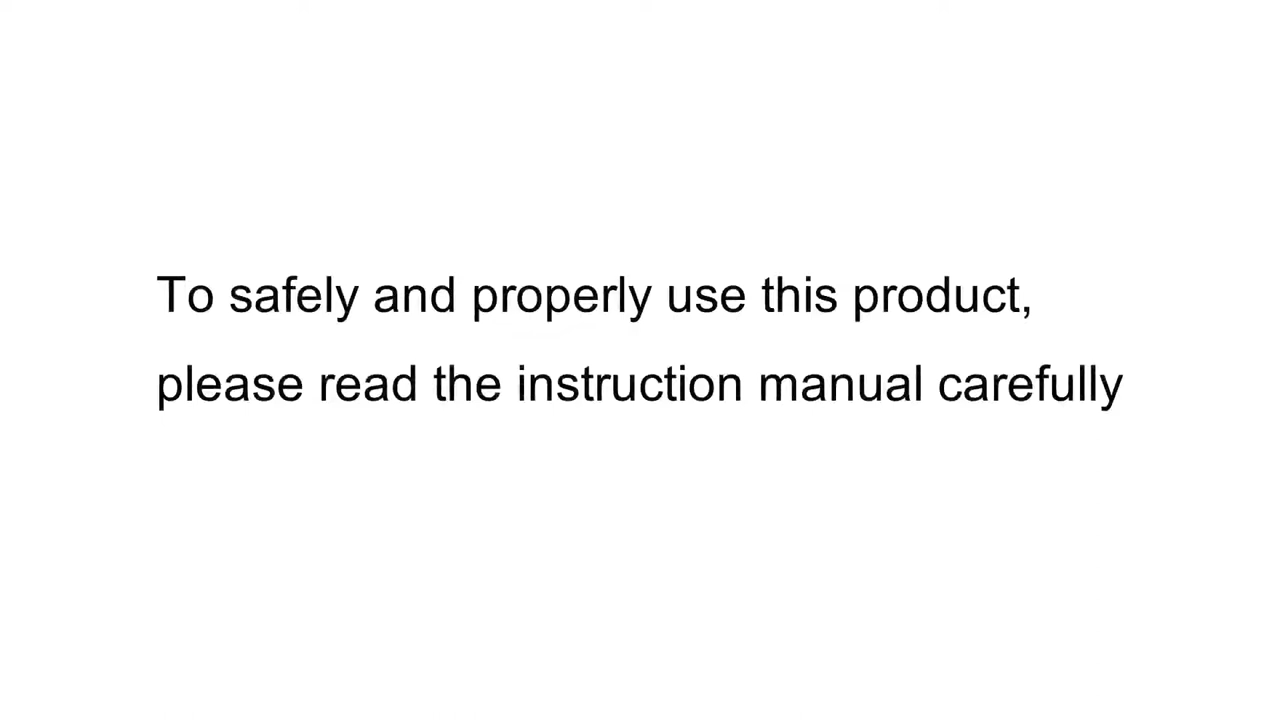 To safely and properly use this product,
please read the instruction manual carefully